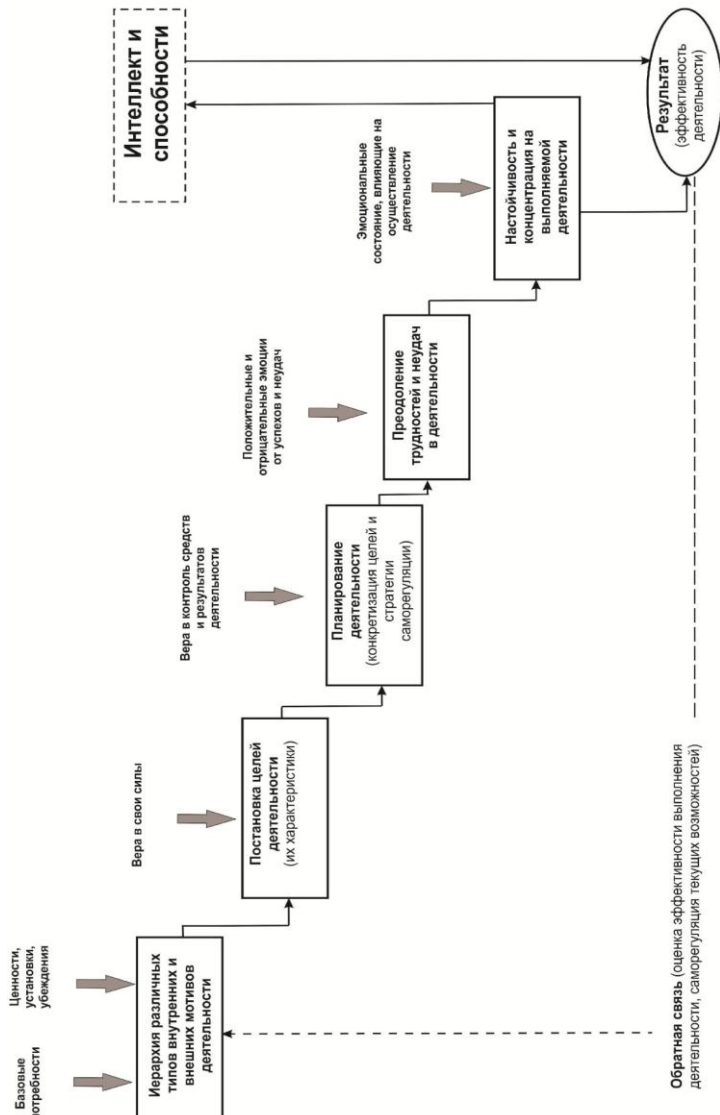 Базовые
потребности
Ценности,
установки,
убеждения
Иерархия различных
типов внутренних и
внешних мотивов
деятельности
Вера в свои силы
Постановка целей
деятельности
(их характеристики)
Вера в контроль средств
и результатов
деятельности
Планирование
деятельности
(конкретизация целей и
стратегии
саморегуляции)
Положительные и
отрицательные эмоции
от успехов и неудач
Преодоление
трудностей и неудач
в деятельности
Эмоциональные
состояние, влияющие на
осуществление
деятельности
Настойчивость и
концентрация на
выполняемой
деятельности
Интеллект и
способности
Результат
(эффективность
деятельности)
Обратная связь (оценка эффективности выполнения
деятельности, саморегуляция текущих возможностей)